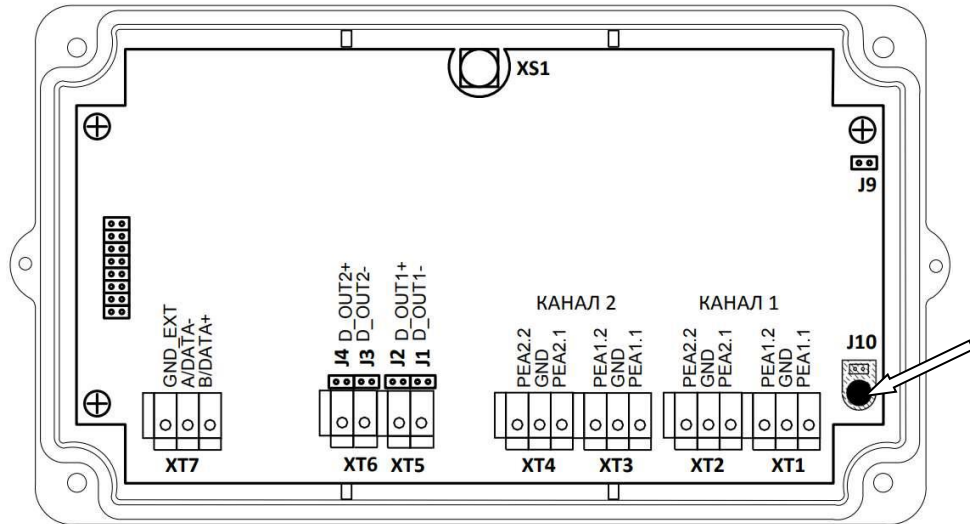 XS1
J9
GND_EXT
A/DATA-
B/DATA+
J4 D_OUT2+
J3 D_OUT2-
J2 D_OUT1+
J1 D_OUT1-
КАНАЛ 2
КАНАЛ 1
PEA2.2
GND
PEA2.1
PEA1.2
GND
PEA1.1
PEA2.2
GND
PEA2.1
PEA1.2
GND
PEA1.1
J10
XT7
XT6
XT5
XT4
XT3
XT2
XT1